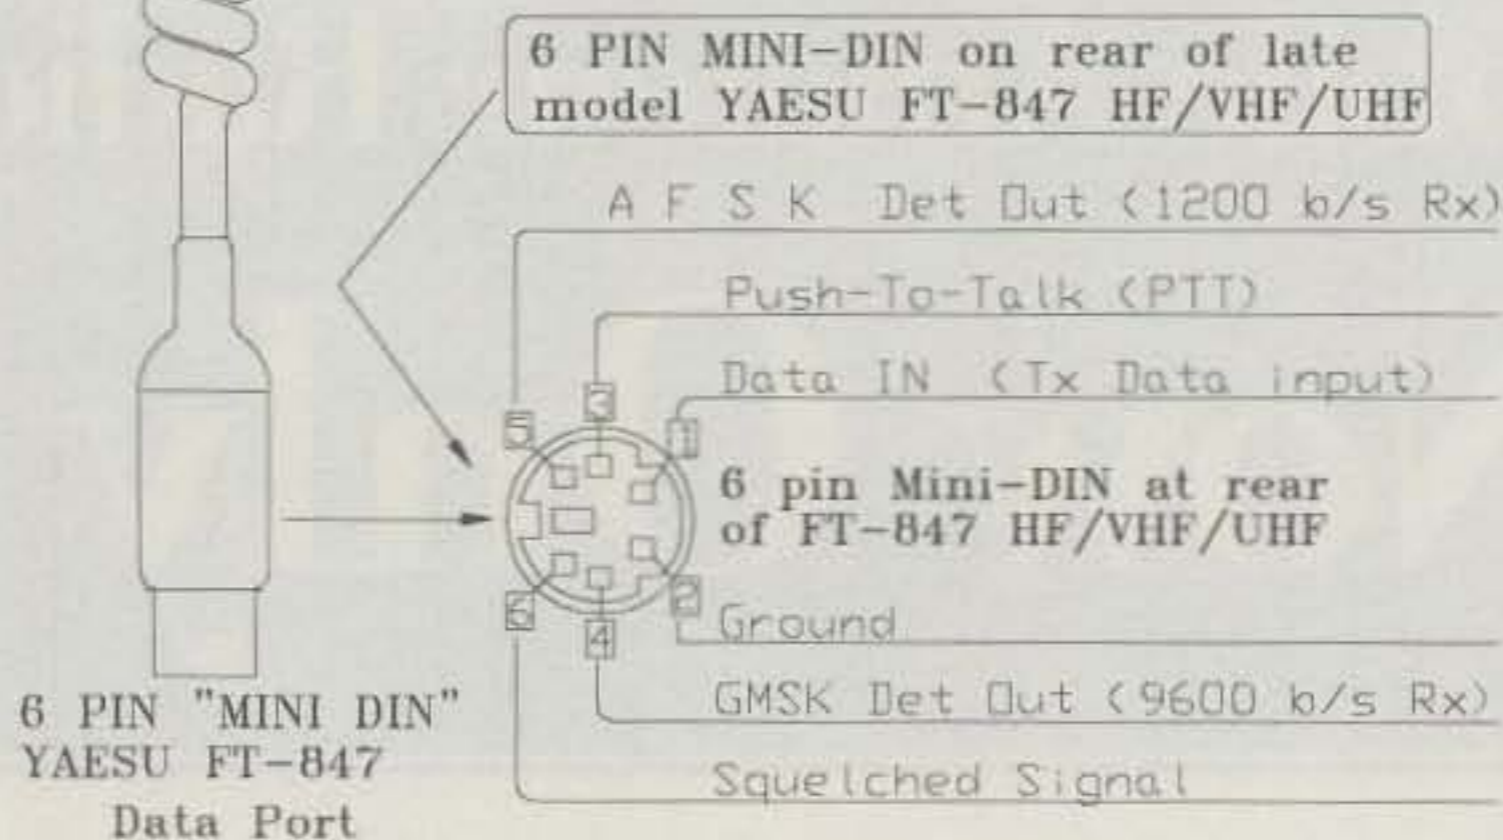 6 PIN MINI-DIN on rear of late
model YAESU FT-847 HF/VHF/UHF
A F S K Det Out (1200 b/s Rx)
Push-To-Talk (PTT)
Data IN (Tx Data input)
5
3
1
6 pin Mini-DIN at rear
of FT-847 HF/VHF/UHF
6
4
2
Ground
GMSK Det Out (9600 b/s Rx)
Squelched Signal
6 PIN "MINI DIN"
YAESU FT-847
Data Port